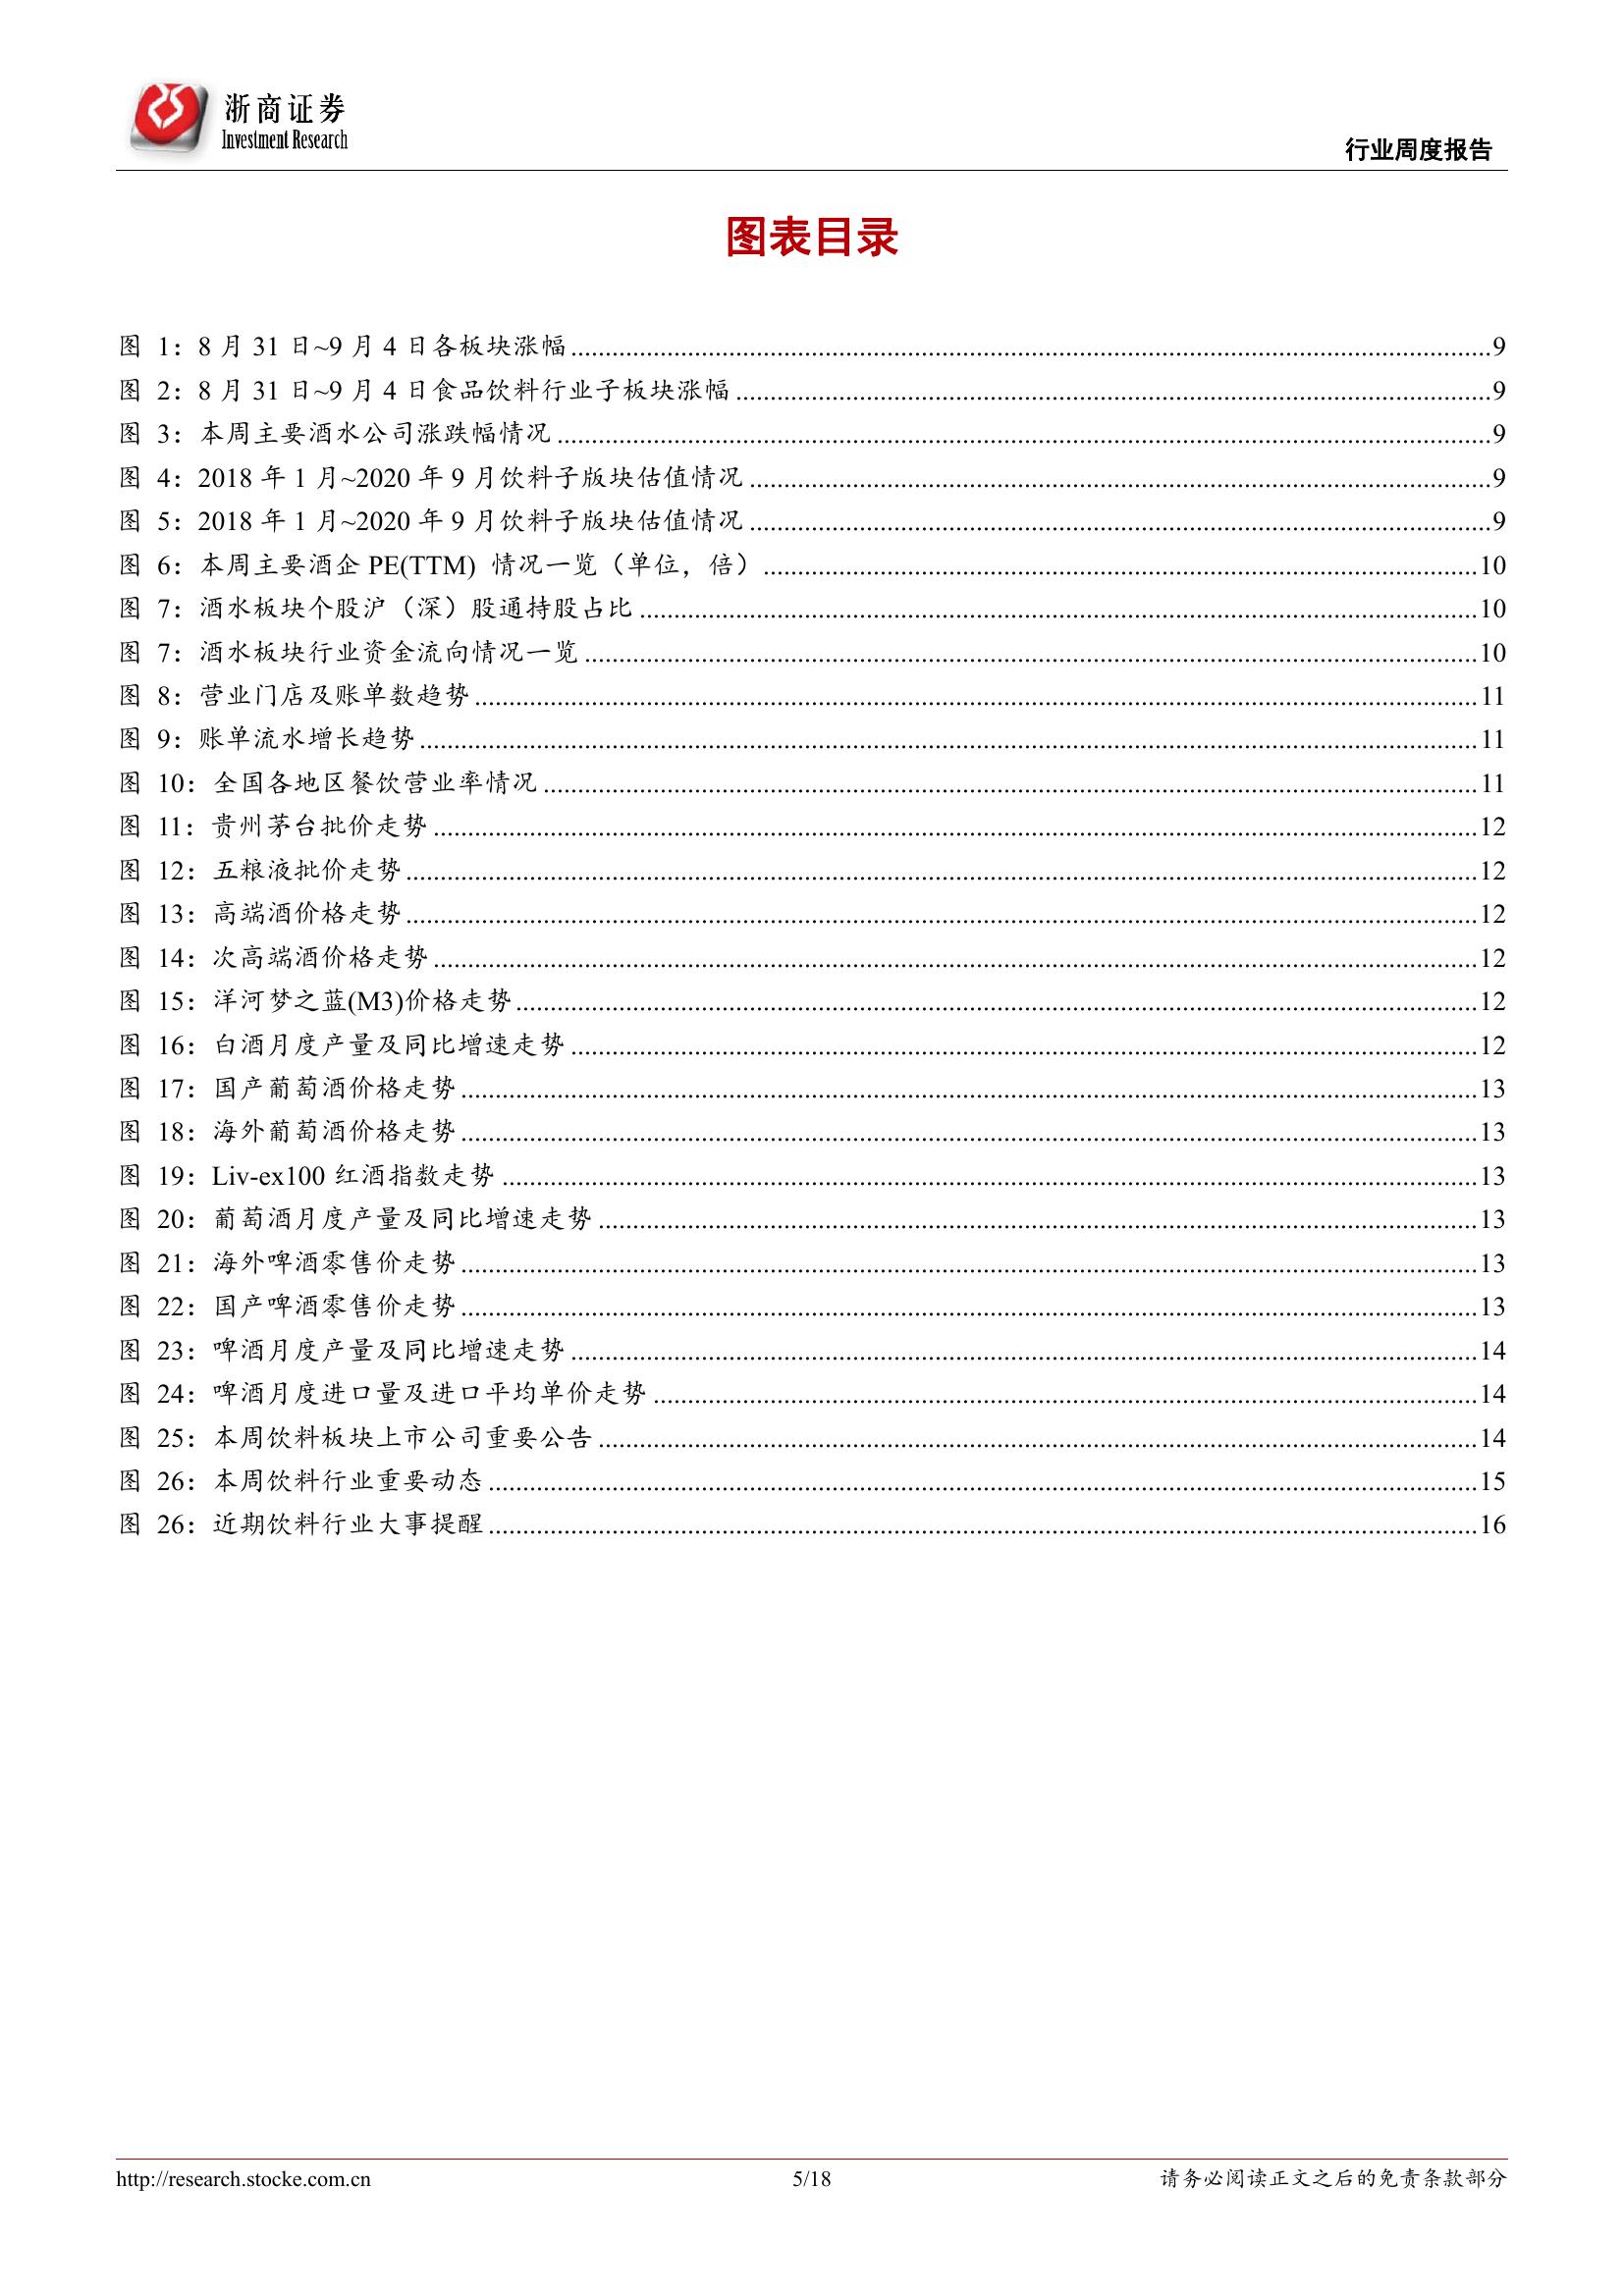 浙商证券
Investment Research
行业周度报告
图表目录
图 1：8 月 31 日~9 月 4 日各板块涨幅 9
图 2：8 月 31 日~9 月 4 日食品饮料行业子板块涨幅 9
图 3：本周主要酒水公司涨跌幅情况 9
图 4：2018 年 1 月~2020 年 9 月饮料子版块估值情况 9
图 5：2018 年 1 月~2020 年 9 月饮料子版块估值情况 9
图 6：本周主要酒企 PE(TTM) 情况一览（单位，倍） 10
图 7：酒水板块个股沪（深）股通持股占比 10
图 7：酒水板块行业资金流向情况一览 10
图 8：营业门店及账单数趋势 11
图 9：账单流水增长趋势 11
图 10：全国各地区餐饮营业率情况 11
图 11：贵州茅台批价走势 12
图 12：五粮液批价走势 12
图 13：高端酒价格走势 12
图 14：次高端酒价格走势 12
图 15：洋河梦之蓝(M3)价格走势 12
图 16：白酒月度产量及同比增速走势 12
图 17：国产葡萄酒价格走势 13
图 18：海外葡萄酒价格走势 13
图 19：Liv-ex100 红酒指数走势 13
图 20：葡萄酒月度产量及同比增速走势 13
图 21：海外啤酒零售价走势 13
图 22：国产啤酒零售价走势 13
图 23：啤酒月度产量及同比增速走势 14
图 24：啤酒月度进口量及进口平均单价走势 14
图 25：本周饮料板块上市公司重要公告 14
图 26：本周饮料行业重要动态 15
图 26：近期饮料行业大事提醒 16
http://research.stocke.com.cn 5/18 请务必阅读正文之后的免责条款部分